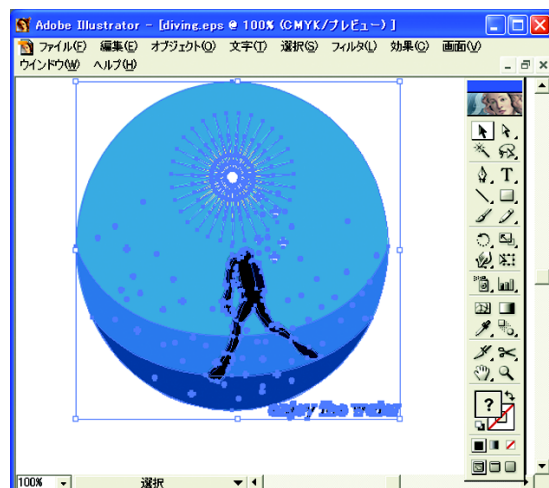 Adobe Illustrator - [diving.eps @ 100% (CMYK/プレビュー) ]
ファイル(F) 編集(E) オブジェクト(O) 文字(T) 選択(S) フィルタ(L) 効果(C) 画面(V)
ウインドウ(W) ヘルプ(H)
T
?
enjoy the water
100% 選択